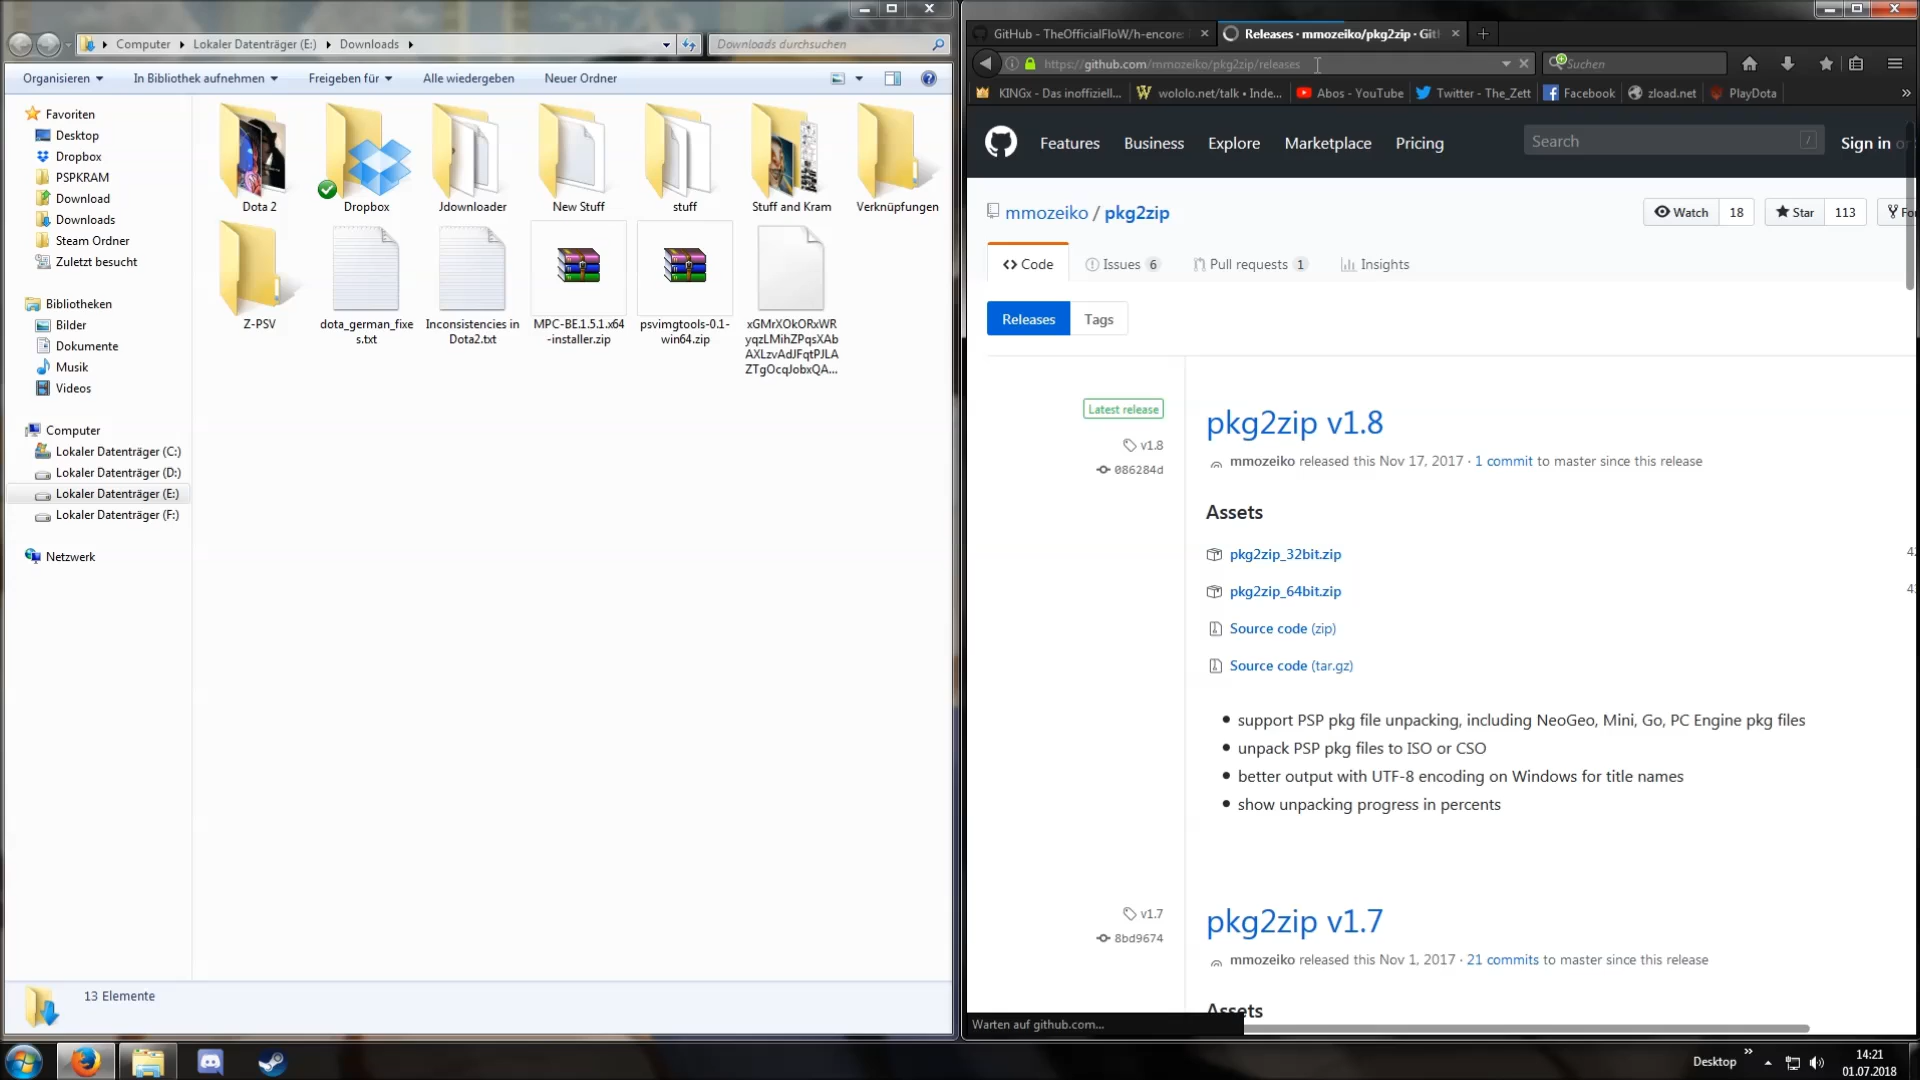 Computer
Lokaler Datenträger (E:)
Downloads
Downloads durchsuchen
Organisieren
In Bibliothek aufnehmen
Freigeben für
Alle wiedergeben
Neuer Ordner
Favoriten
Desktop
Dropbox
PSPKRAM
Download
Downloads
Steam Ordner
Zuletzt besucht
Bibliotheken
Bilder
Dokumente
Musik
Videos
Computer
Lokaler Datenträger (C:)
Lokaler Datenträger (D:)
Lokaler Datenträger (E:)
Lokaler Datenträger (F:)
Netzwerk
Dota 2
Dropbox
Jdownloader
New Stuff
stuff
Stuff and Kram
Verknüpfungen
Z-PSV
dota_german_fixe
s.txt
Inconsistencies in
Dota2.txt
MPC-BE.1.5.1.x64
-installer.zip
psvimgtools-0.1-
win64.zip
xGMrXOkORxWR
yqzLMihZPqsXAb
AXLzvAdJFqtPJLA
ZTgOcqJobxQA...
13 Elemente
GitHub - TheOfficialFloW/h-encore:
Releases · mmozeiko/pkg2zip · Git
https://github.com/mmozeiko/pkg2zip/releases
Suchen
KINGx - Das inoffiziell...
wololo.net/talk • Inde...
Abos - YouTube
Twitter - The_Zett
Facebook
zload.net
PlayDota
Features
Business
Explore
Marketplace
Pricing
Search
/
Sign in or
mmozeiko / pkg2zip
Watch
18
Star
113
For
Code
Issues 6
Pull requests 1
Insights
Releases
Tags
Latest release
v1.8
086284d
pkg2zip v1.8
mmozeiko released this Nov 17, 2017 · 1 commit to master since this release
Assets
pkg2zip_32bit.zip
pkg2zip_64bit.zip
Source code (zip)
Source code (tar.gz)
support PSP pkg file unpacking, including NeoGeo, Mini, Go, PC Engine pkg files
unpack PSP pkg files to ISO or CSO
better output with UTF-8 encoding on Windows for title names
show unpacking progress in percents
v1.7
8bd9674
pkg2zip v1.7
mmozeiko released this Nov 1, 2017 · 21 commits to master since this release
Assets
Warten auf github.com...
Desktop
14:21
01.07.2018